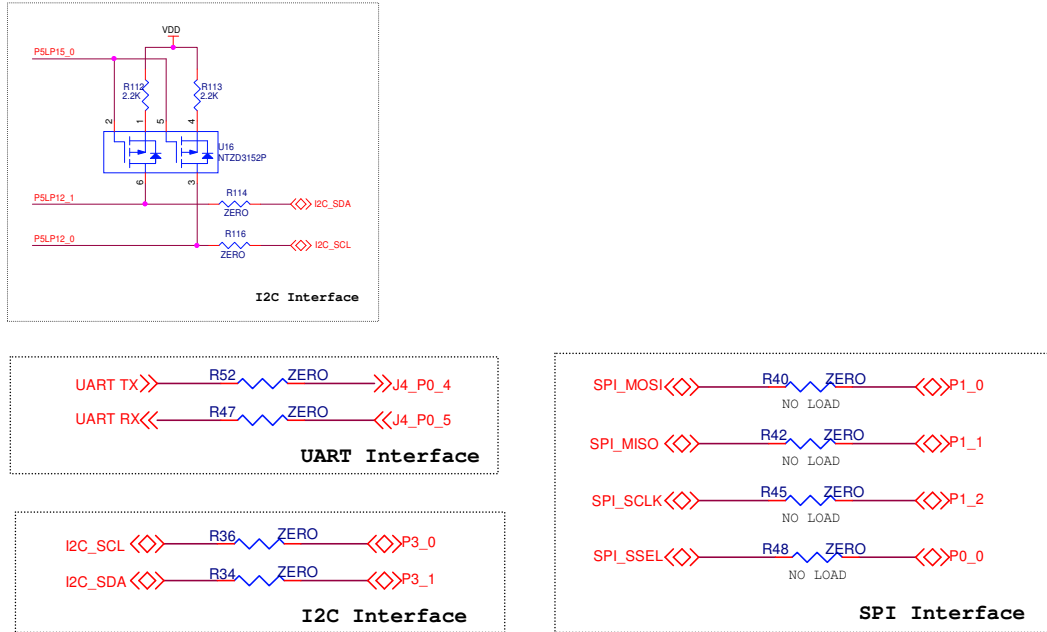 VDD
P5LP15_0
R112
2.2K
R113
2.2K
2
1
5
4
U16
NTZD3152P
6
3
P5LP12_1
R114
ZERO
I2C_SDA
P5LP12_0
R116
ZERO
I2C_SCL
I2C Interface
UART TX R52 ZERO J4_P0_4
UART RX R47 ZERO J4_P0_5
UART Interface
I2C_SCL R36 ZERO P3_0
I2C_SDA R34 ZERO P3_1
I2C Interface
SPI_MOSI R40 ZERO P1_0
NO LOAD
SPI_MISO R42 ZERO P1_1
NO LOAD
SPI_SCLK R45 ZERO P1_2
NO LOAD
SPI_SSEL R48 ZERO P0_0
NO LOAD
SPI Interface